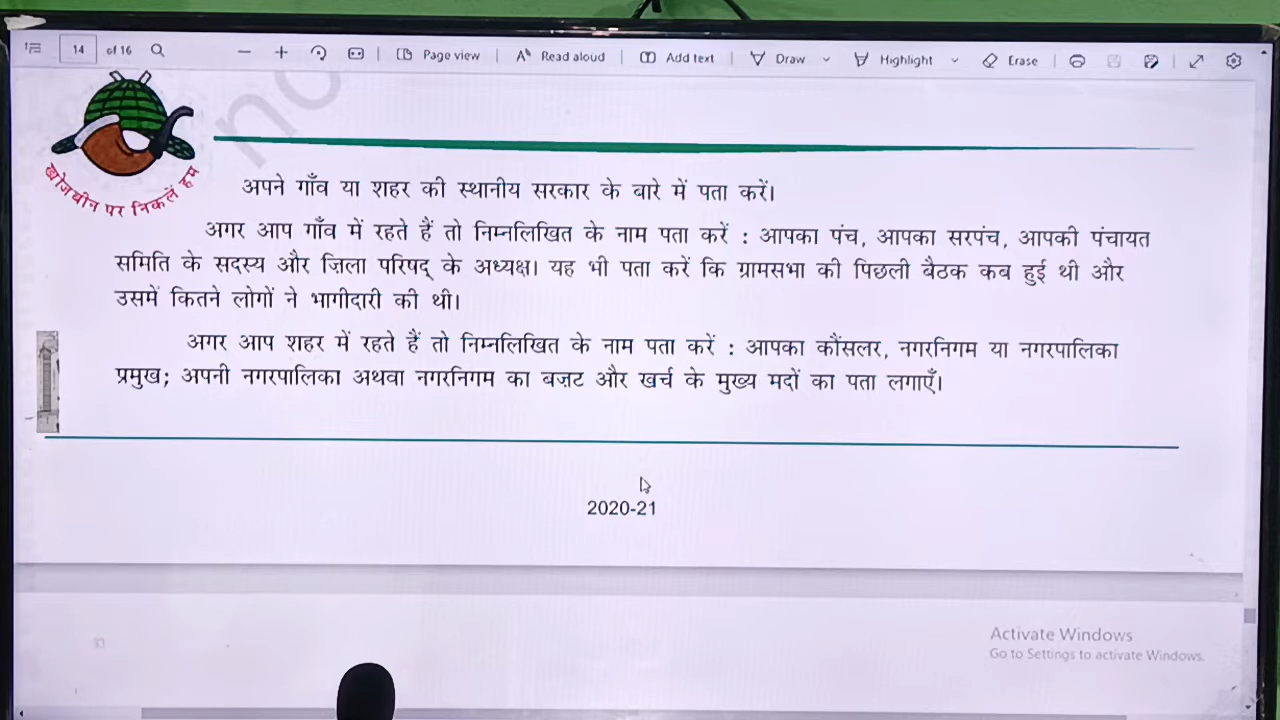 14 of 16 Page view Read aloud Add text Draw Highlight Erase
no
खोजबीन पर निकलें हम
अपने गाँव या शहर की स्थानीय सरकार के बारे में पता करें।
अगर आप गाँव में रहते हैं तो निम्नलिखित के नाम पता करें : आपका पंच, आपका सरपंच, आपकी पंचायत
समिति के सदस्य और जिला परिषद् के अध्यक्ष। यह भी पता करें कि ग्रामसभा की पिछली बैठक कब हुई थी और
उसमें कितने लोगों ने भागीदारी की थी।
अगर आप शहर में रहते हैं तो निम्नलिखित के नाम पता करें : आपका कौंसलर, नगरनिगम या नगरपालिका
प्रमुख; अपनी नगरपालिका अथवा नगरनिगम का बज़ट और खर्च के मुख्य मदों का पता लगाएँ।
2020-21
Activate Windows
Go to Settings to activate Windows.